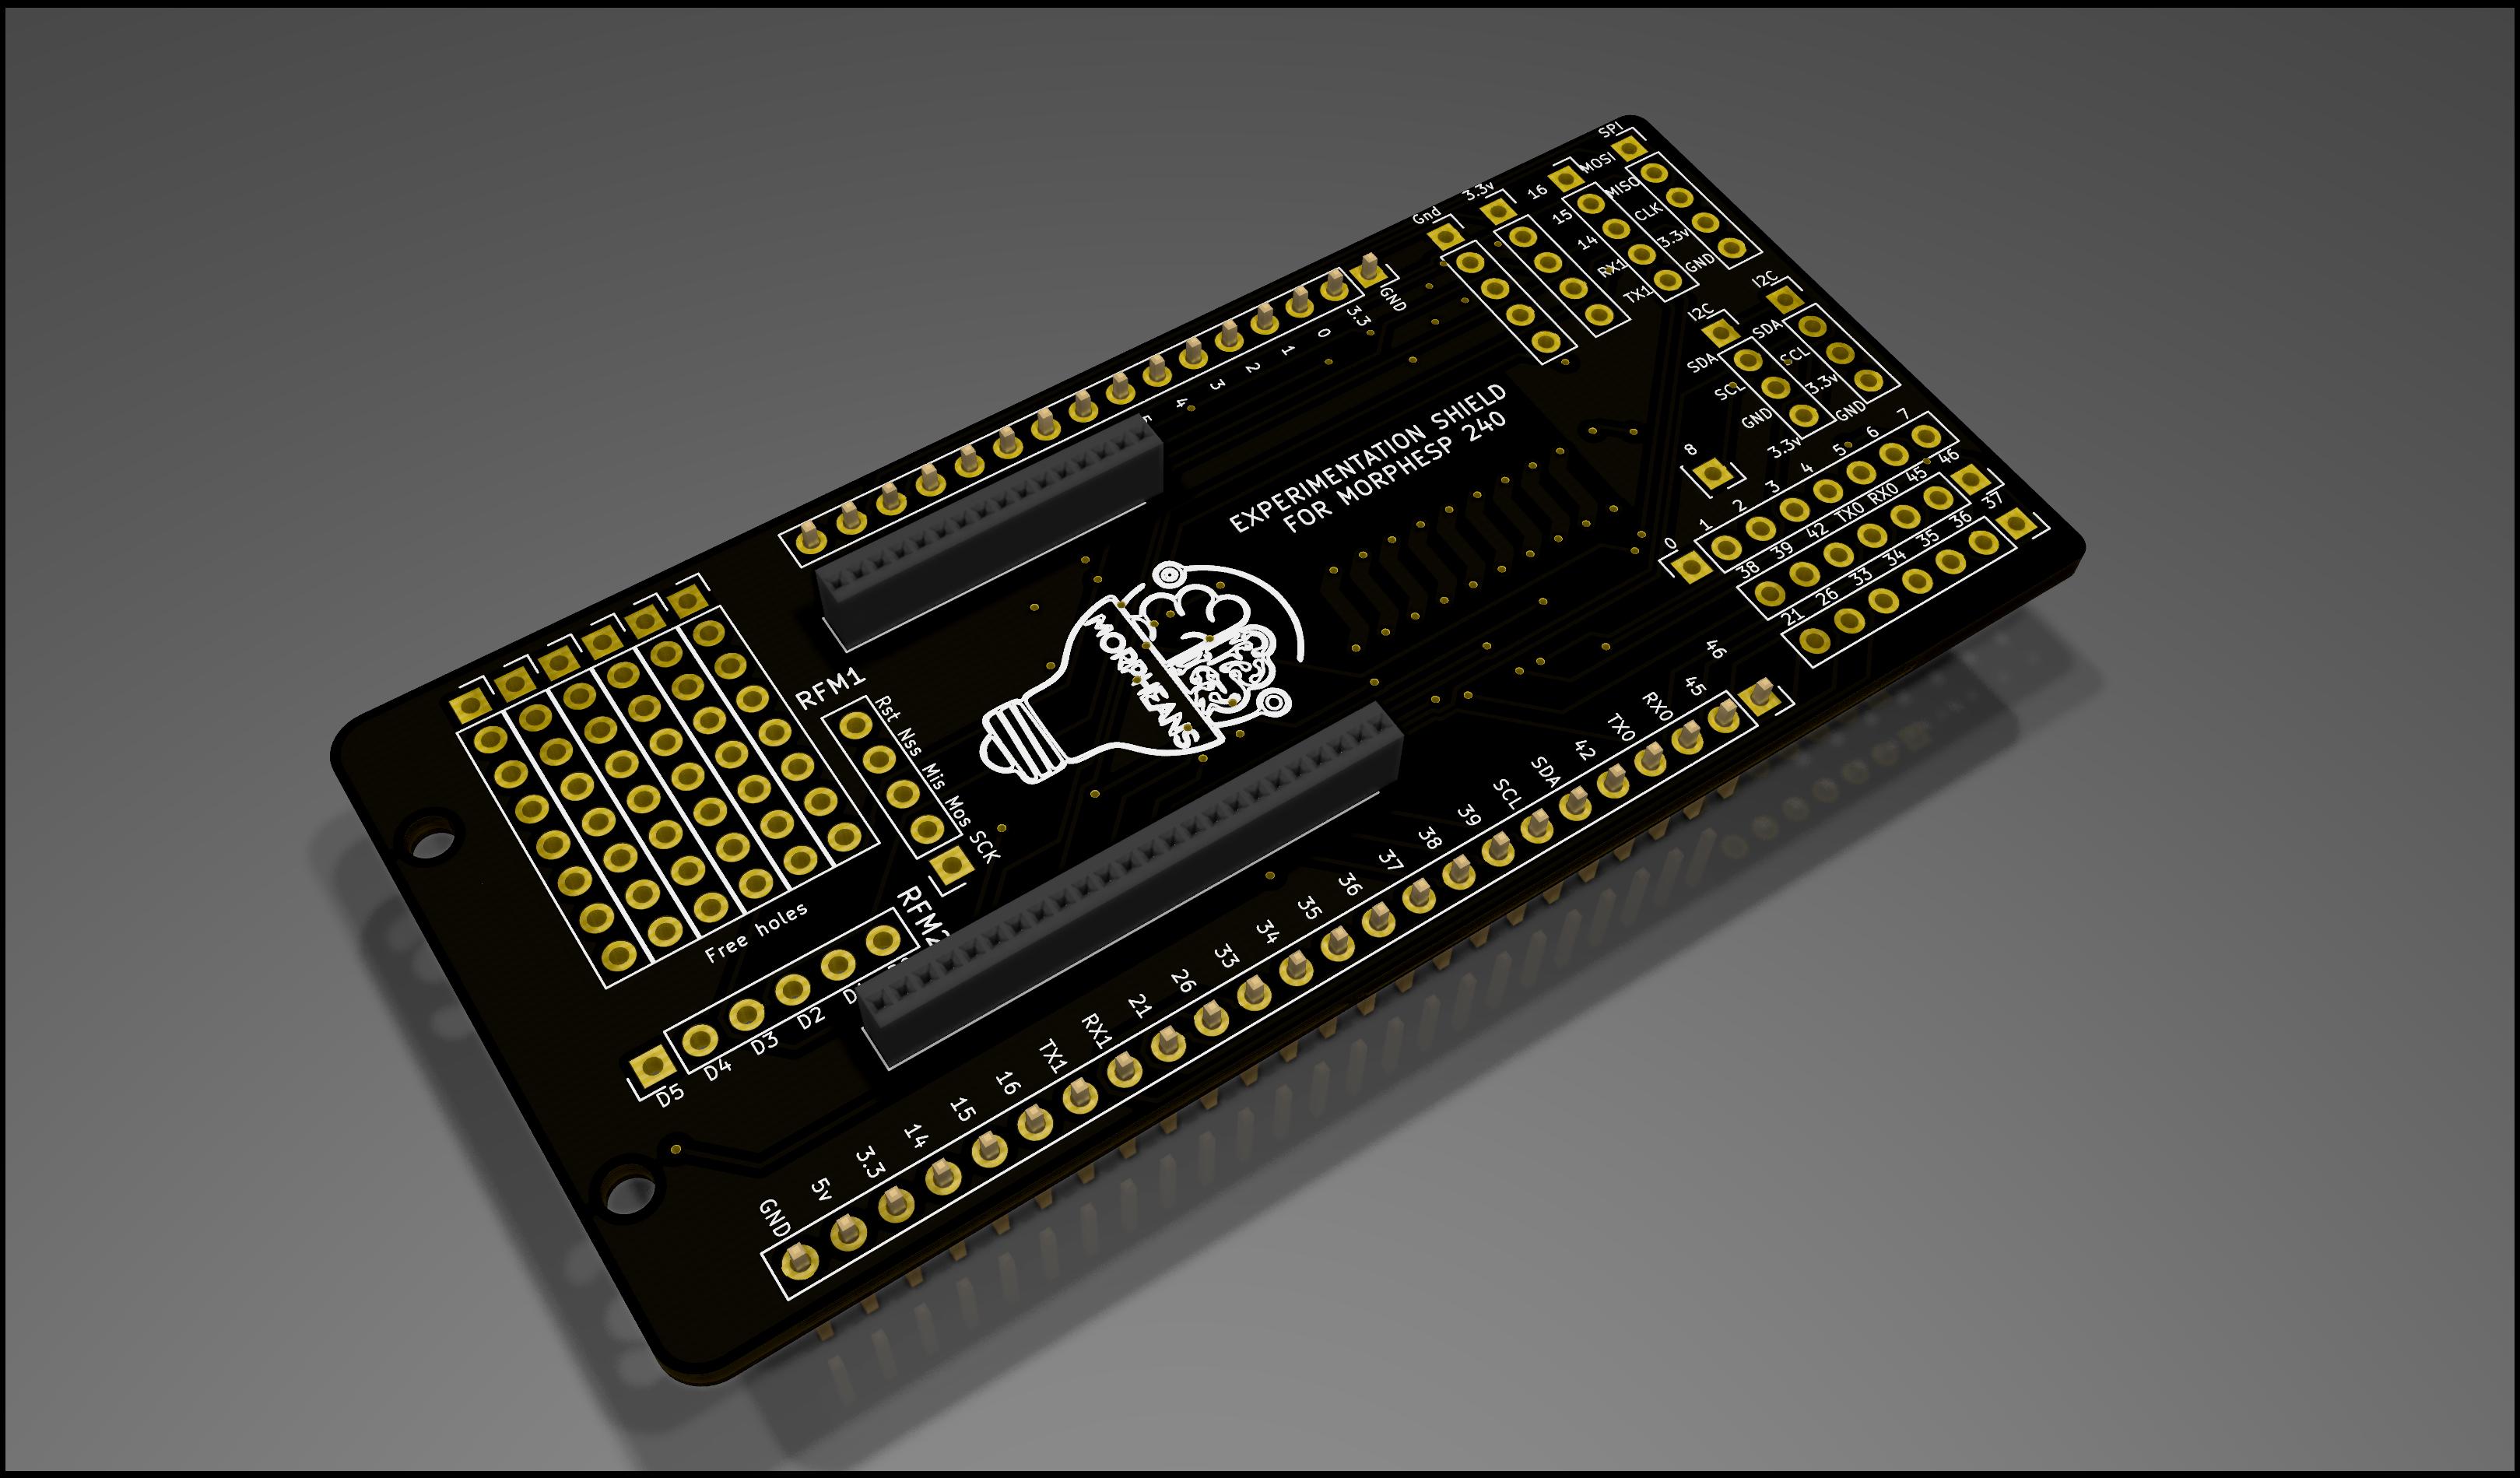 SPI
MOSI
MISO
CLK
3.3v
GND
16
15
14
RX1
TX1
3.3v
Gnd
I2C
SDA
SCL
3.3v
GND
I2C
SDA
SCL
GND
3.3v
GND
3.3
0
1
2
3
4
EXPERIMENTATION SHIELD
FOR MORPHESP 240
8
0
1
2
3
4
5
6
7
38
39
42
TX0
RX0
45
46
21
26
33
34
35
36
37
MORPHEANS
RFM1
Rst Nss Mis Mos SCK
Free holes
D5
D4
D3
D2
GND
5v
3.3
14
15
16
TX1
RX1
21
26
33
34
35
36
37
38
39
SCL
SDA
42
TX0
RX0
45
46